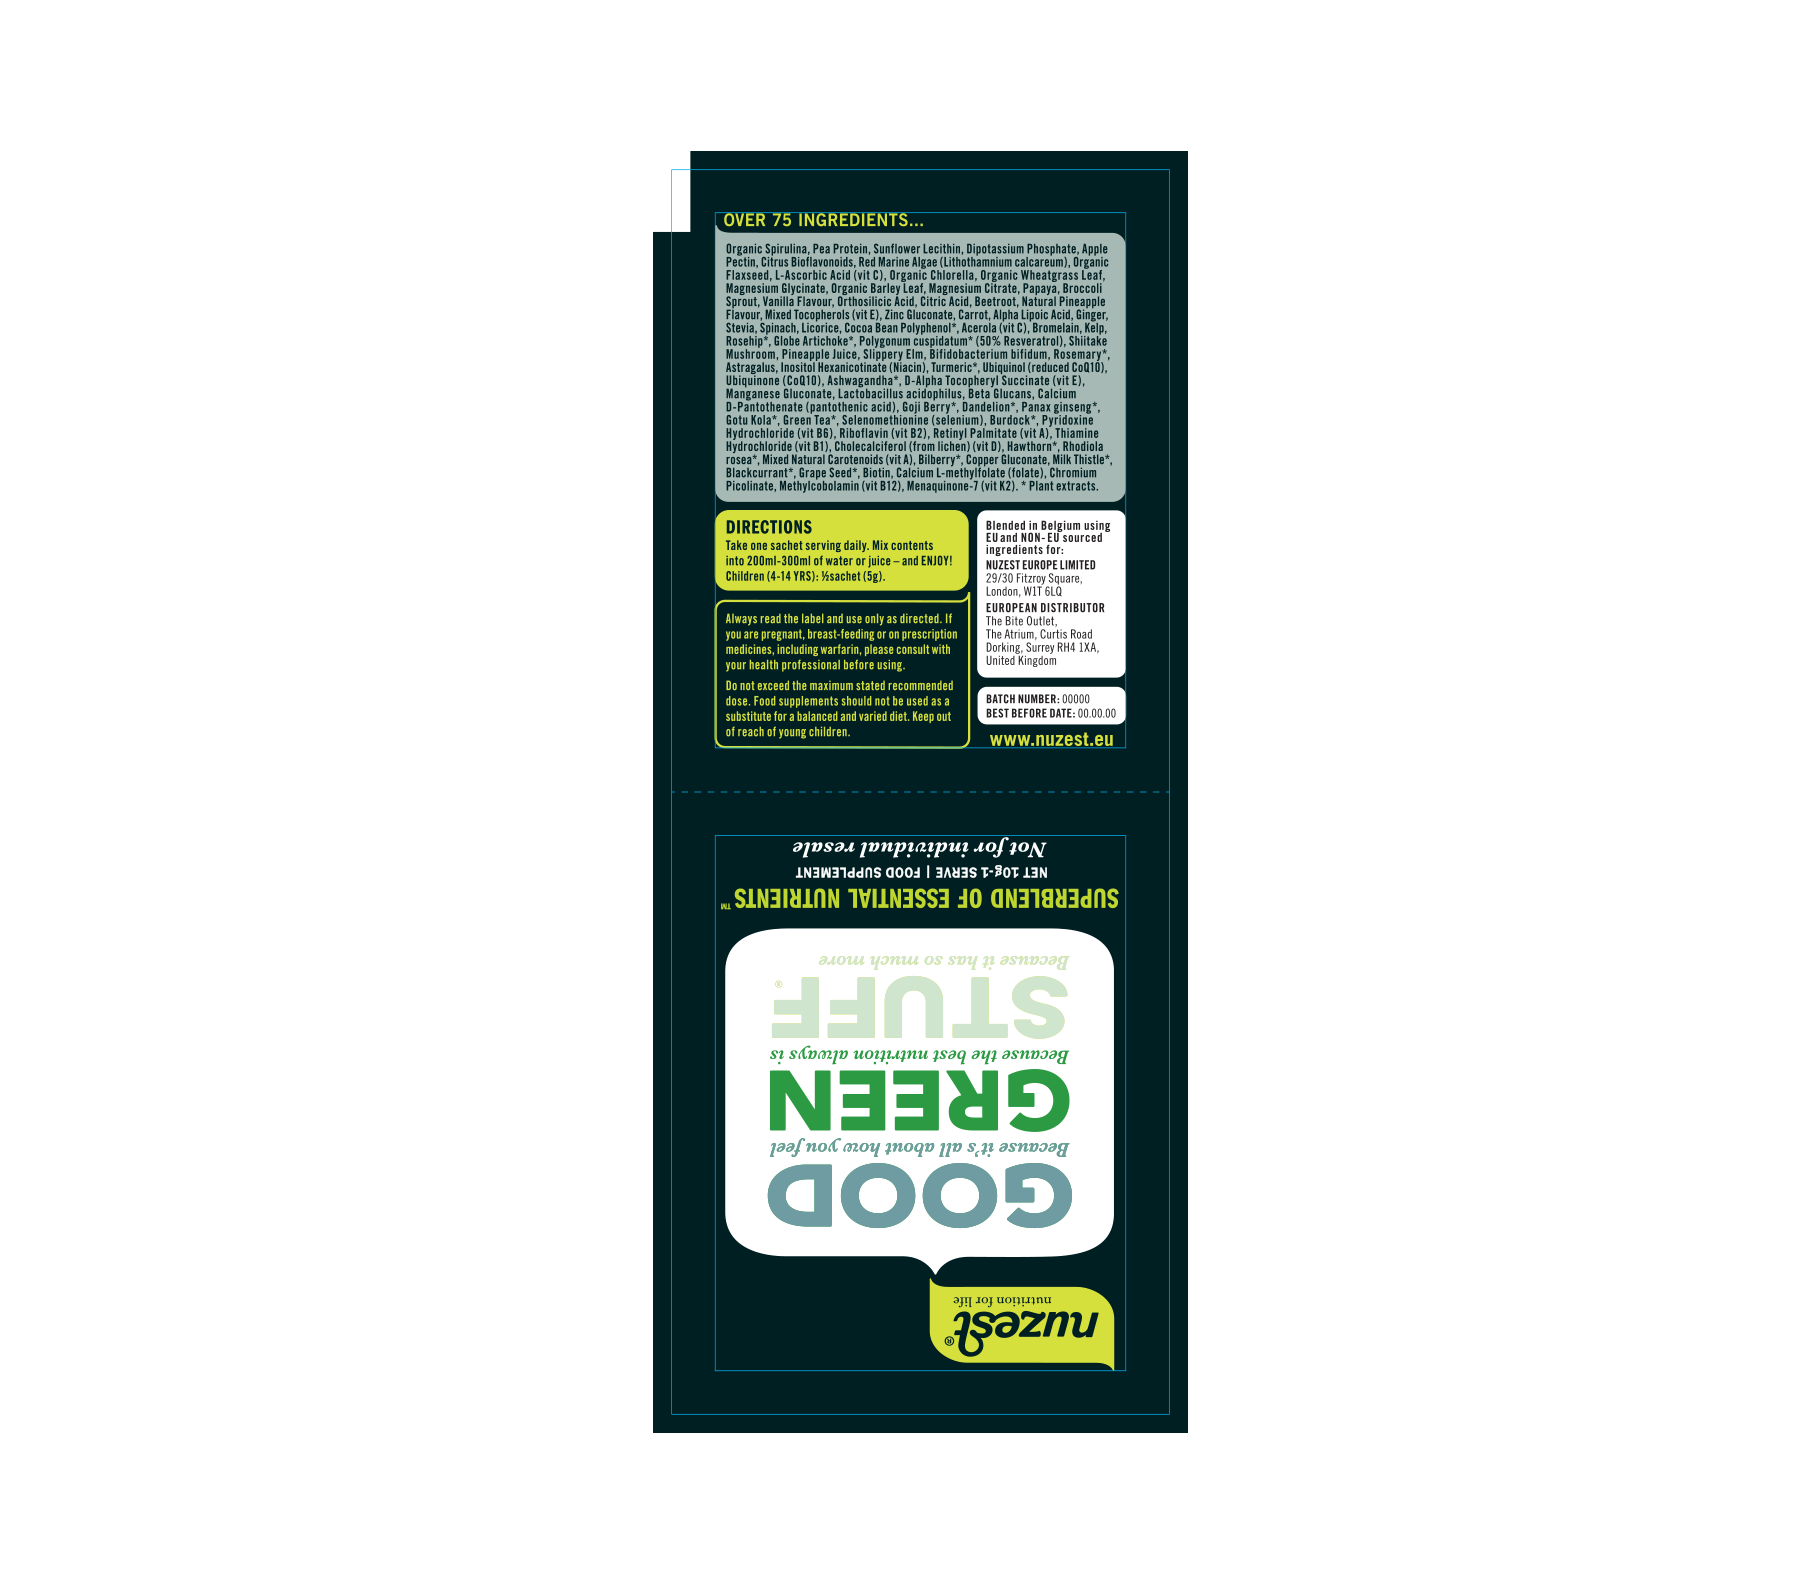 OVER 75 INGREDIENTS...
Organic Spirulina, Pea Protein, Sunflower Lecithin, Dipotassium Phosphate, Apple
Pectin, Citrus Bioflavonoids, Red Marine Algae (Lithothamnium calcareum), Organic
Flaxseed, L-Ascorbic Acid (vit C), Organic Chlorella, Organic Wheatgrass Leaf,
Magnesium Glycinate, Organic Barley Leaf, Magnesium Citrate, Papaya, Broccoli
Sprout, Vanilla Flavour, Orthosilicic Acid, Citric Acid, Beetroot, Natural Pineapple
Flavour, Mixed Tocopherols (vit E), Zinc Gluconate, Carrot, Alpha Lipoic Acid, Ginger,
Stevia, Spinach, Licorice, Cocoa Bean Polyphenol*, Acerola (vit C), Bromelain, Kelp,
Rosehip*, Globe Artichoke*, Polygonum cuspidatum* (50% Resveratrol), Shiitake
Mushroom, Pineapple Juice, Slippery Elm, Bifidobacterium bifidum, Rosemary*,
Astragalus, Inositol Hexanicotinate (Niacin), Turmeric*, Ubiquinol (reduced CoQ10),
Ubiquinone (CoQ10), Ashwagandha*, D-Alpha Tocopheryl Succinate (vit E),
Manganese Gluconate, Lactobacillus acidophilus, Beta Glucans, Calcium
D-Pantothenate (pantothenic acid), Goji Berry*, Dandelion*, Panax ginseng*,
Gotu Kola*, Green Tea*, Selenomethionine (selenium), Burdock*, Pyridoxine
Hydrochloride (vit B6), Riboflavin (vit B2), Retinyl Palmitate (vit A), Thiamine
Hydrochloride (vit B1), Cholecalciferol (from lichen) (vit D), Hawthorn*, Rhodiola
rosea*, Mixed Natural Carotenoids (vit A), Bilberry*, Copper Gluconate, Milk Thistle*,
Blackcurrant*, Grape Seed*, Biotin, Calcium L-methylfolate (folate), Chromium
Picolinate, Methylcobolamin (vit B12), Menaquinone-7 (vit K2). * Plant extracts.
DIRECTIONS
Take one sachet serving daily. Mix contents
into 200ml-300ml of water or juice – and ENJOY!
Children (4-14 YRS): ½sachet (5g).
Always read the label and use only as directed. If
you are pregnant, breast-feeding or on prescription
medicines, including warfarin, please consult with
your health professional before using.
Do not exceed the maximum stated recommended
dose. Food supplements should not be used as a
substitute for a balanced and varied diet. Keep out
of reach of young children.
Blended in Belgium using
EU and NON- EU sourced
ingredients for:
NUZEST EUROPE LIMITED
29/30 Fitzroy Square,
London, W1T 6LQ
EUROPEAN DISTRIBUTOR
The Bite Outlet,
The Atrium, Curtis Road
Dorking, Surrey RH4 1XA,
United Kingdom
BATCH NUMBER: 00000
BEST BEFORE DATE: 00.00.00
www.nuzest.eu
nuzest®
nutrition for life
GOOD
Because it's all about how you feel
GREEN
Because the best nutrition always is
STUFF®
Because it has so much more
SUPERBLEND OF ESSENTIAL NUTRIENTS™
NET 10g-1 SERVE | FOOD SUPPLEMENT
Not for individual resale